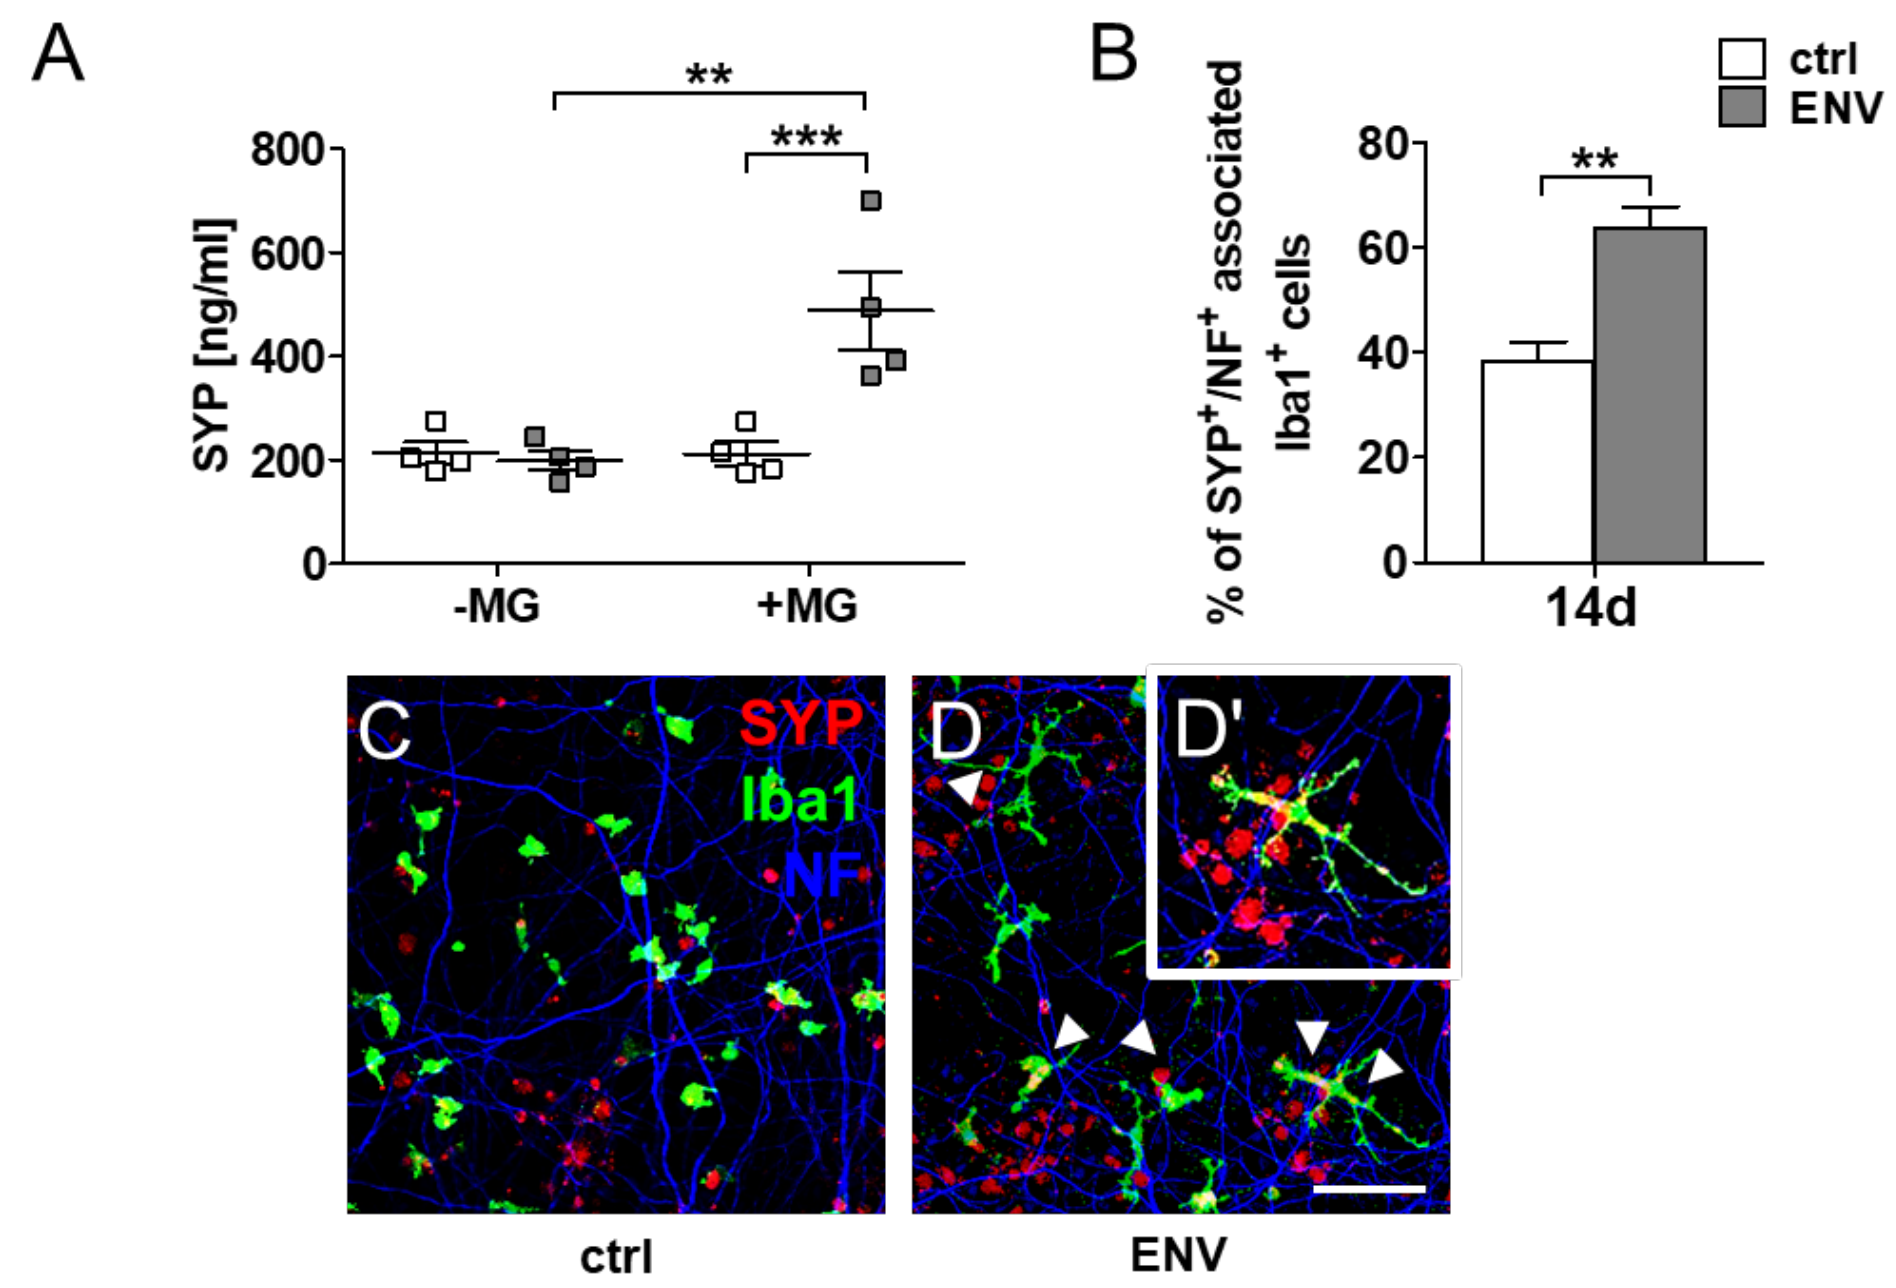 A
**
***
800
600
400
200
0
SYP [ng/ml]
-MG
+MG
B
ctrl
ENV
% of SYP⁺/NF⁺ associated
Iba1⁺ cells
80
60
40
20
0
**
14d
C
SYP
Iba1
NF
D
D'
ctrl
ENV